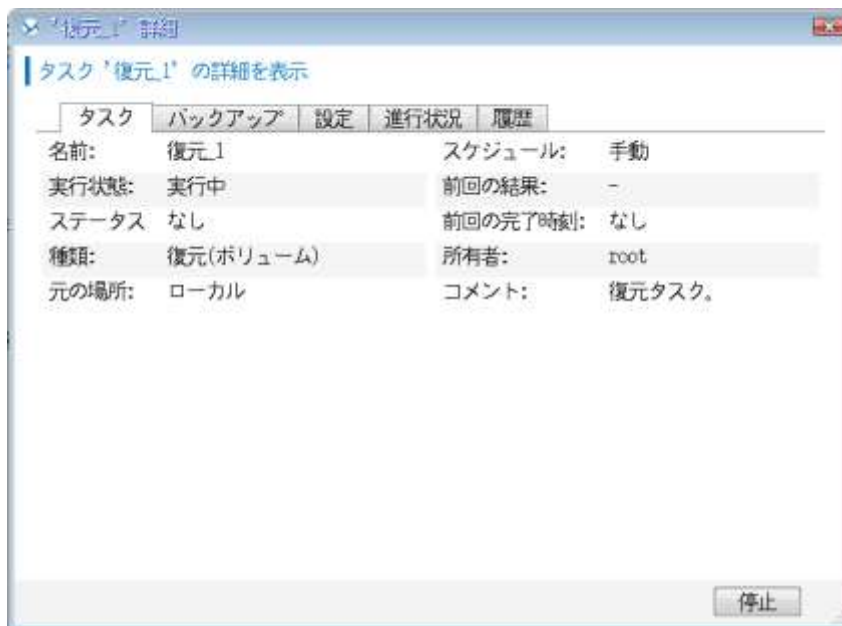 '復元_1' 詳細
タスク '復元_1' の詳細を表示
タスク バックアップ 設定 進行状況 履歴
名前: 復元_1 スケジュール: 手動
実行状態: 実行中 前回の結果: -
ステータス なし 前回の完了時刻: なし
種類: 復元(ボリューム) 所有者: root
元の場所: ローカル コメント: 復元タスク。
停止